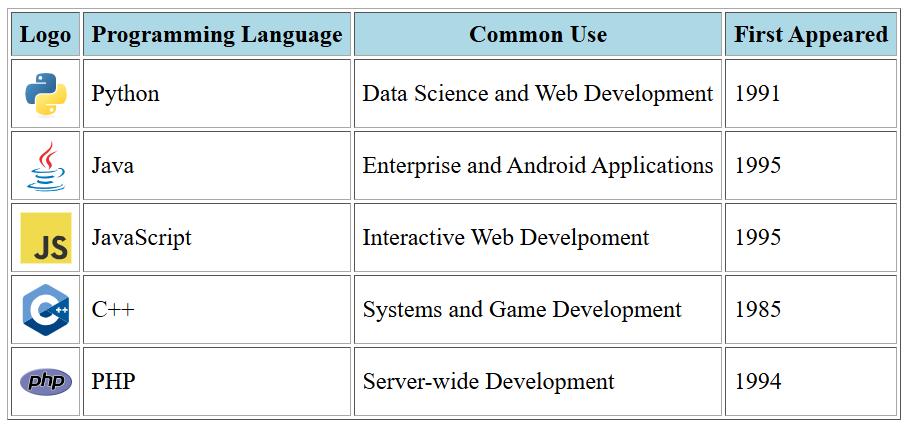 Logo Programming Language Common Use First Appeared
Python Data Science and Web Development 1991
Java Enterprise and Android Applications 1995
JS JavaScript Interactive Web Develpoment 1995
C++ C++ Systems and Game Development 1985
php PHP Server-wide Development 1994